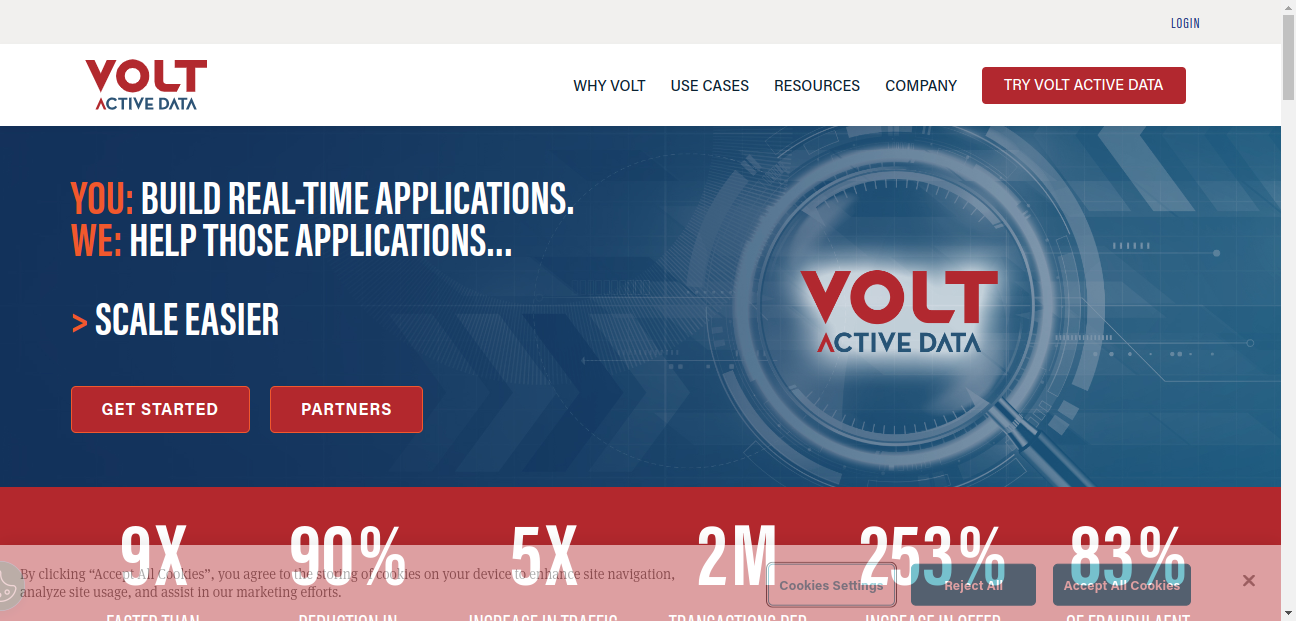 LOGIN
VOLT
ACTIVE DATA
WHY VOLT USE CASES RESOURCES COMPANY TRY VOLT ACTIVE DATA
YOU: BUILD REAL-TIME APPLICATIONS.
WE: HELP THOSE APPLICATIONS...
> SCALE EASIER
GET STARTED PARTNERS
VOLT
ACTIVE DATA
9X 90% 5X 2M 253% 83%
By clicking “Accept All Cookies”, you agree to the storing of cookies on your device to enhance site navigation,
analyze site usage, and assist in our marketing efforts.
Cookies Settings Reject All Accept All Cookies
FASTER THAN REDUCTION IN INCREASE IN TRAFFIC TRANSACTIONS PER INCREASE IN OFFER OF FRAUDULAENT